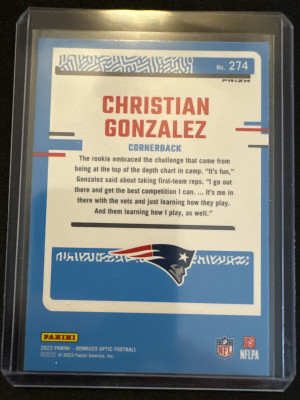 No. 274
PRIZM
CHRISTIAN
GONZALEZ
CORNERBACK
The rookie embraced the challenge that came from
being at the top of the depth chart in camp. "It's fun,"
Gonzalez said about taking first-team reps. "I go out
there and get the best competition I can. ... It's me in
there with the vets and just learning how they play.
And them learning how I play, as well."
PANINI
2023 PANINI - DONRUSS OPTIC FOOTBALL
© 2023 Panini America, Inc.
NFL
NFLPA